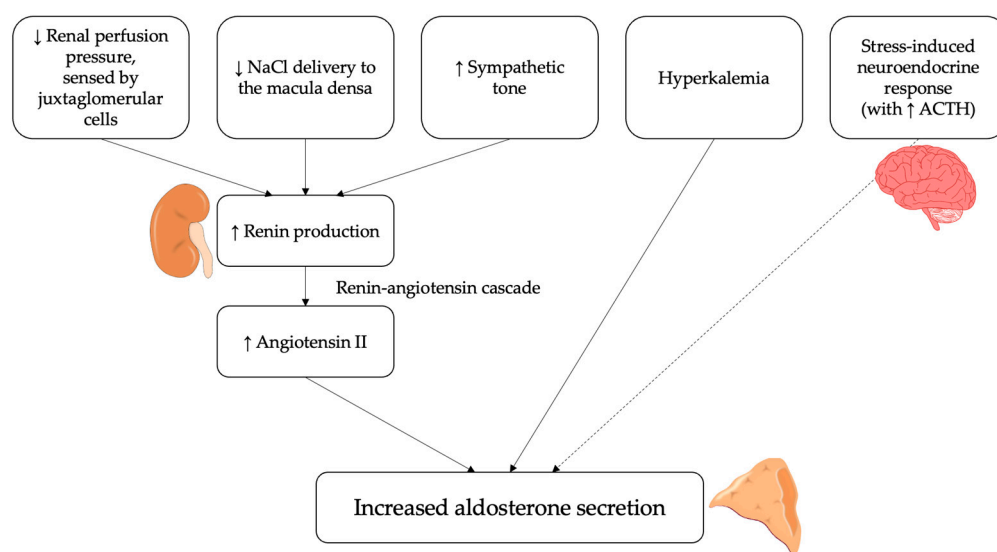 ↓ Renal perfusion
pressure,
sensed by
juxtaglomerular
cells
↓ NaCl delivery to
the macula densa
↑ Sympathetic
tone
Hyperkalemia
Stress-induced
neuroendocrine
response
(with ↑ ACTH)
↑ Renin production
Renin-angiotensin cascade
↑ Angiotensin II
Increased aldosterone secretion